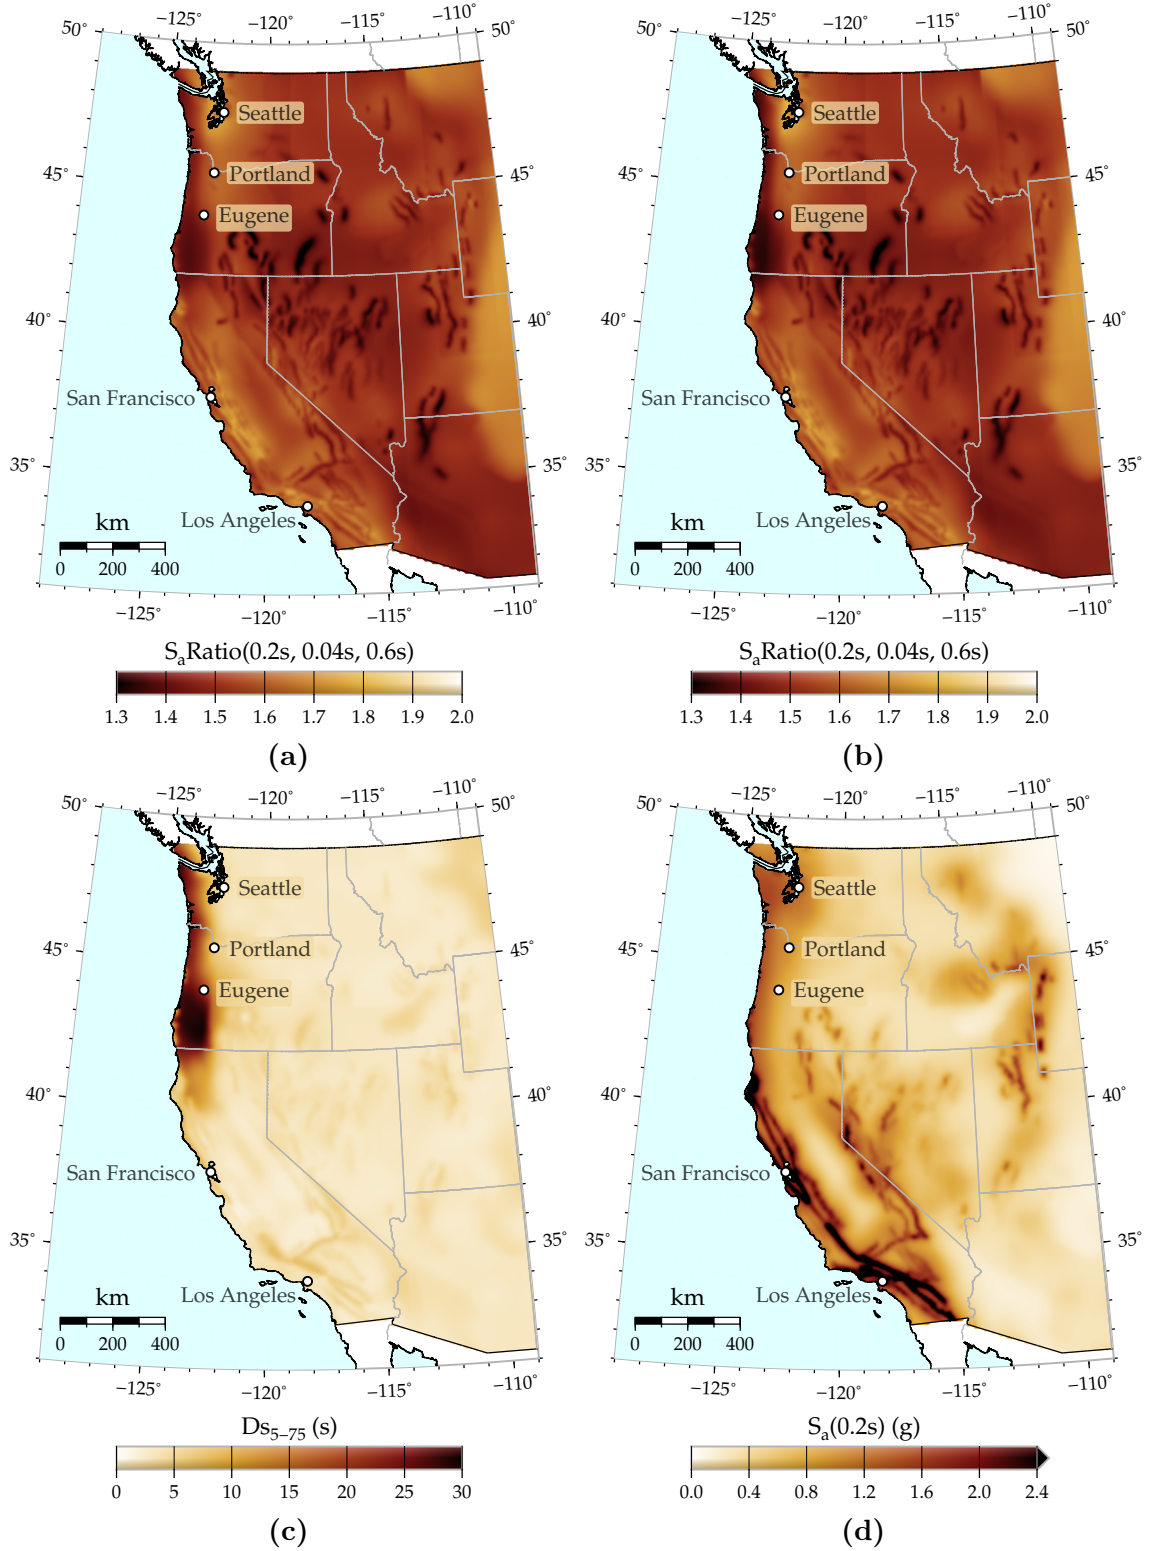 −125° −120° −115° −110°
50° 50°
Seattle
Portland
Eugene
45° 45°
40° 40°
San Francisco
35° 35°
Los Angeles
km
0 200 400
−125° −120° −115° −110°
SaRatio(0.2s, 0.04s, 0.6s)
1.3 1.4 1.5 1.6 1.7 1.8 1.9 2.0
(a)
−125° −120° −115° −110°
50° 50°
Seattle
Portland
Eugene
45° 45°
40° 40°
San Francisco
35° 35°
Los Angeles
km
0 200 400
−125° −120° −115° −110°
SaRatio(0.2s, 0.04s, 0.6s)
1.3 1.4 1.5 1.6 1.7 1.8 1.9 2.0
(b)
−125° −120° −115° −110°
50° 50°
Seattle
Portland
Eugene
45° 45°
40° 40°
San Francisco
35° 35°
Los Angeles
km
0 200 400
−125° −120° −115° −110°
Ds5−75 (s)
0 5 10 15 20 25 30
(c)
−125° −120° −115° −110°
50° 50°
Seattle
Portland
Eugene
45° 45°
40° 40°
San Francisco
35° 35°
Los Angeles
km
0 200 400
−125° −120° −115° −110°
Sa(0.2s) (g)
0.0 0.4 0.8 1.2 1.6 2.0 2.4
(d)